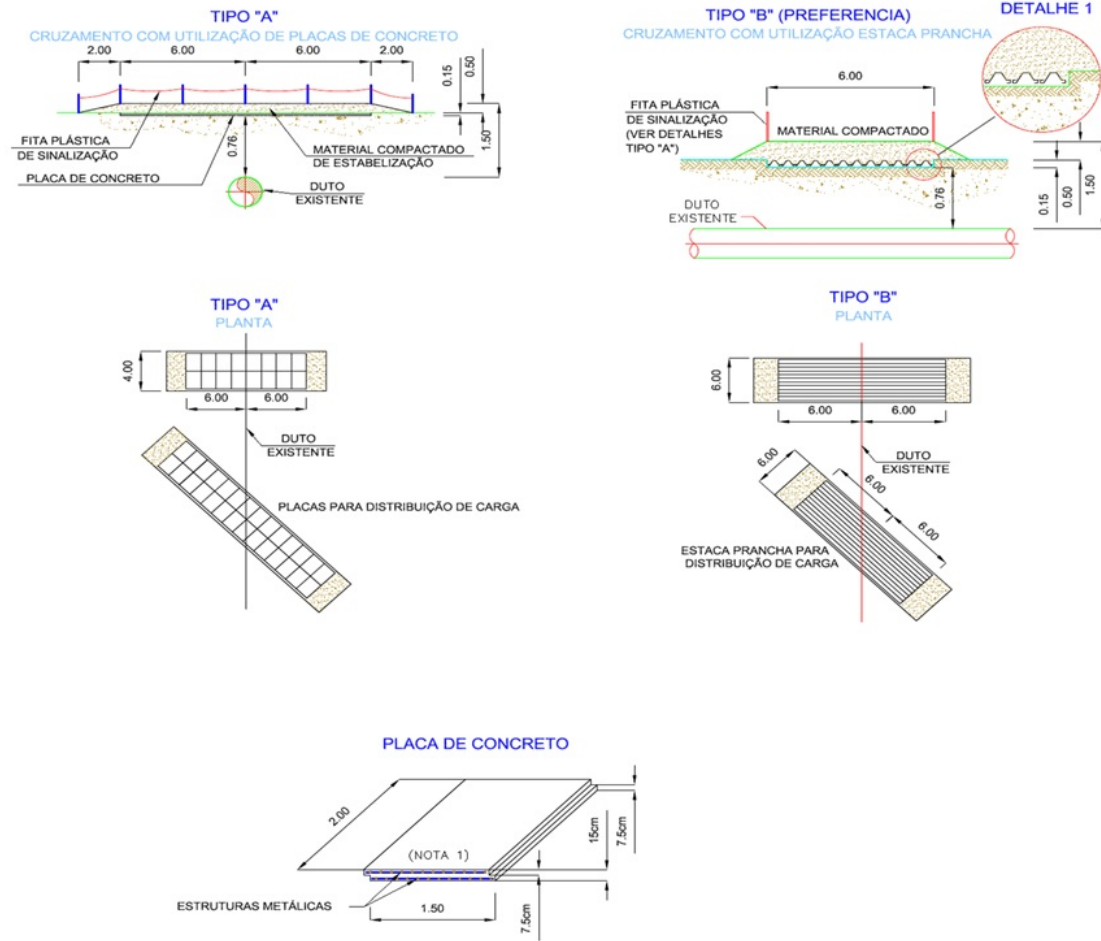 TIPO "A"
CRUZAMENTO COM UTILIZAÇÃO DE PLACAS DE CONCRETO
2.00
6.00
6.00
2.00
0.15
0.50
1.50
0.76
FITA PLÁSTICA
DE SINALIZAÇÃO
PLACA DE CONCRETO
MATERIAL COMPACTADO
DE ESTABELIZAÇÃO
DUTO
EXISTENTE
TIPO "B" (PREFERENCIA)
CRUZAMENTO COM UTILIZAÇÃO ESTACA PRANCHA
DETALHE 1
6.00
FITA PLÁSTICA
DE SINALIZAÇÃO
(VER DETALHES
TIPO "A")
MATERIAL COMPACTADO
DUTO
EXISTENTE
0.76
0.15
0.50
1.50
TIPO "A"
PLANTA
4.00
6.00
6.00
DUTO
EXISTENTE
PLACAS PARA DISTRIBUIÇÃO DE CARGA
TIPO "B"
PLANTA
6.00
6.00
6.00
DUTO
EXISTENTE
6.00
6.00
6.00
ESTACA PRANCHA PARA
DISTRIBUIÇÃO DE CARGA
PLACA DE CONCRETO
2.00
(NOTA 1)
15cm
7.5cm
ESTRUTURAS METÁLICAS
1.50
7.5cm